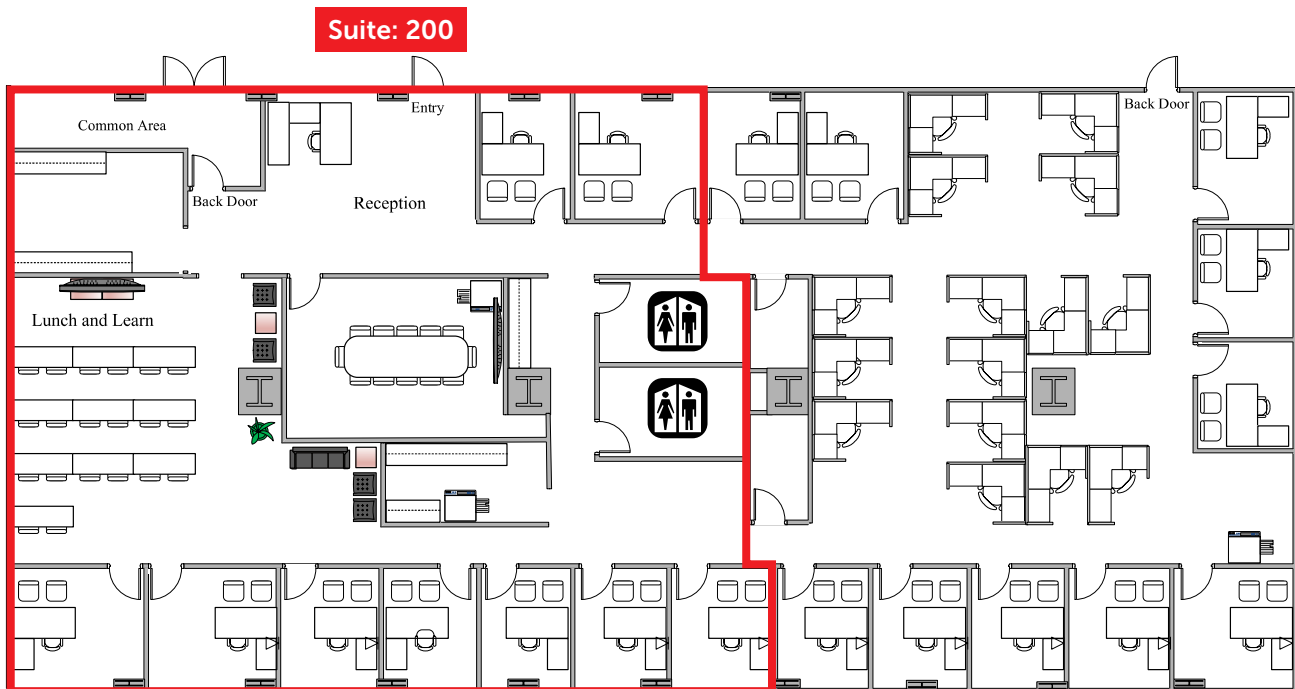 Suite: 200
Entry
Back Door
Common Area
Back Door
Reception
Lunch and Learn